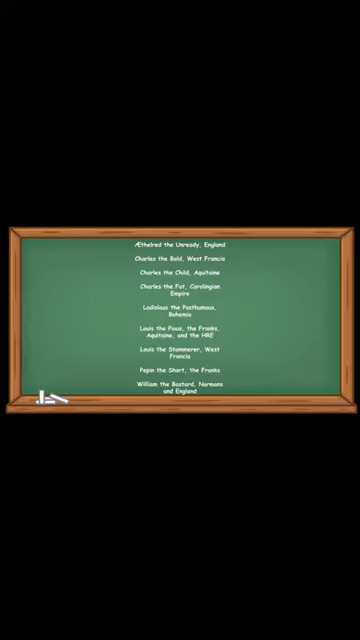 Æthelred the Unready, England
Charles the Bald, West Francia
Charles the Child, Aquitaine
Charles the Fat, Carolingian
Empire
Ladislaus the Posthumous,
Bohemia
Louis the Pious, the Franks,
Aquitaine, and the HRE
Louis the Stammerer, West
Francia
Pepin the Short, the Franks
William the Bastard, Normans
and England